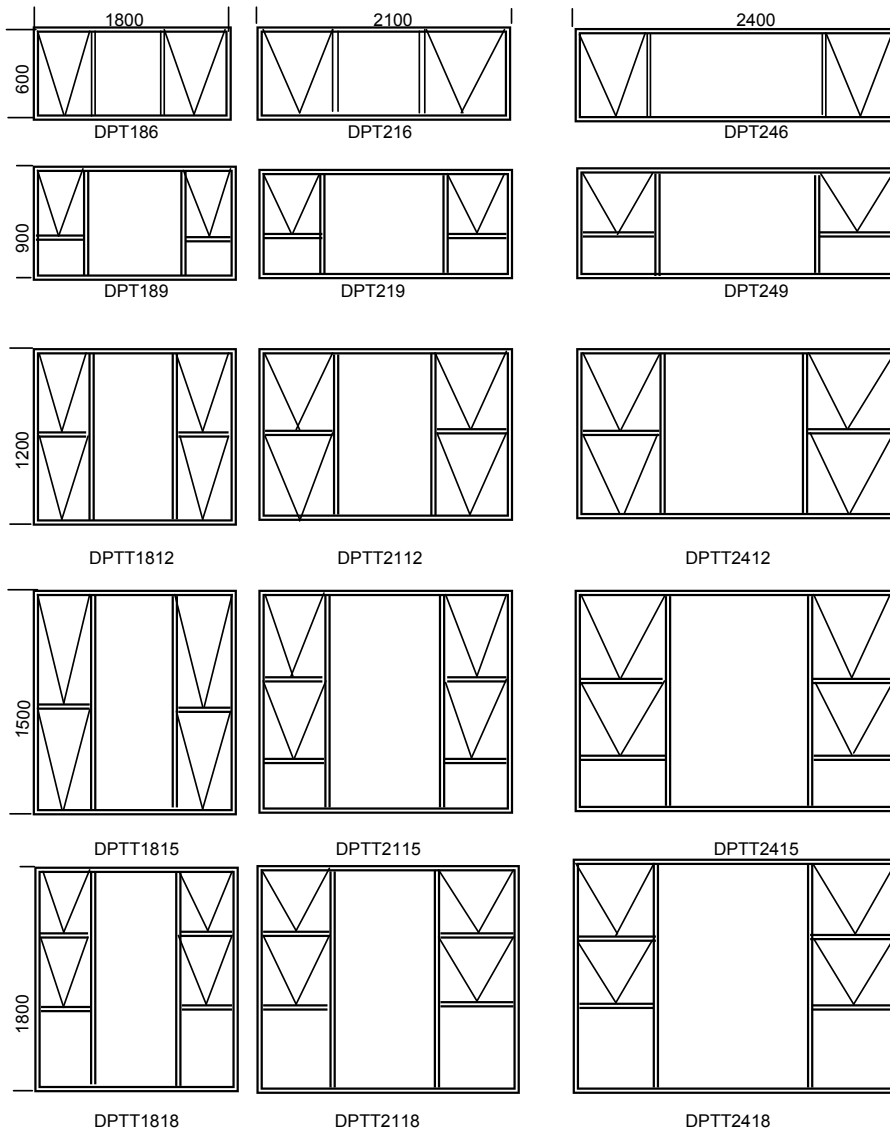 1800 2100 2400
600
DPT186 DPT216 DPT246
900
DPT189 DPT219 DPT249
1200
DPTT1812 DPTT2112 DPTT2412
1500
DPTT1815 DPTT2115 DPTT2415
1800
DPTT1818 DPTT2118 DPTT2418